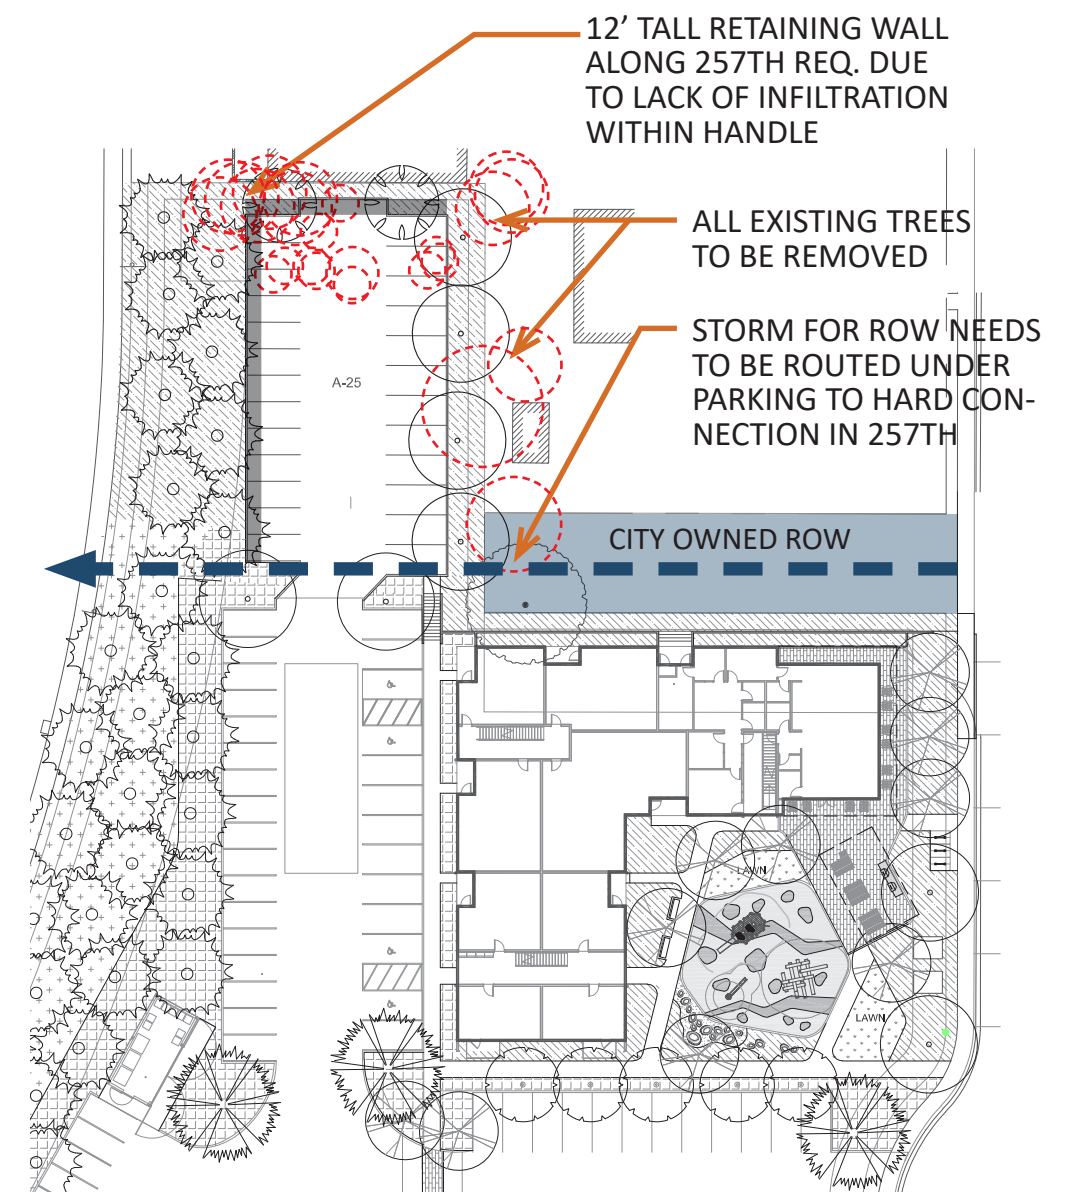 12’ TALL RETAINING WALL
ALONG 257TH REQ. DUE
TO LACK OF INFILTRATION
WITHIN HANDLE
ALL EXISTING TREES
TO BE REMOVED
STORM FOR ROW NEEDS
TO BE ROUTED UNDER
PARKING TO HARD CON-
NECTION IN 257TH
A-25
CITY OWNED ROW
LAWN
LAWN